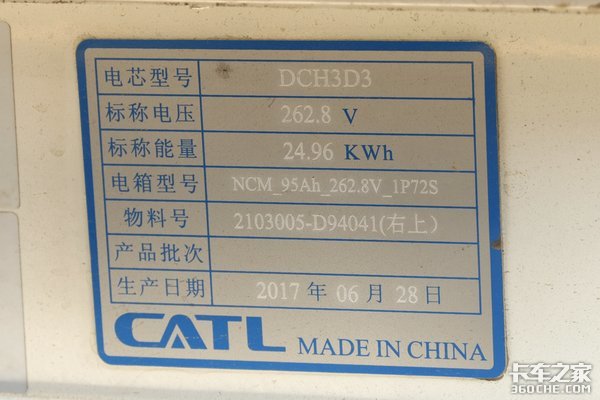 电芯型号 DCH3D3
标称电压 262.8 V
标称能量 24.96 KWh
电箱型号 NCM_95Ah_262.8V_1P72S
物料号 2103005-D94041(右上)
产品批次
生产日期 2017 年 06 月 28 日
CATL MADE IN CHINA
卡车之家
360che.com